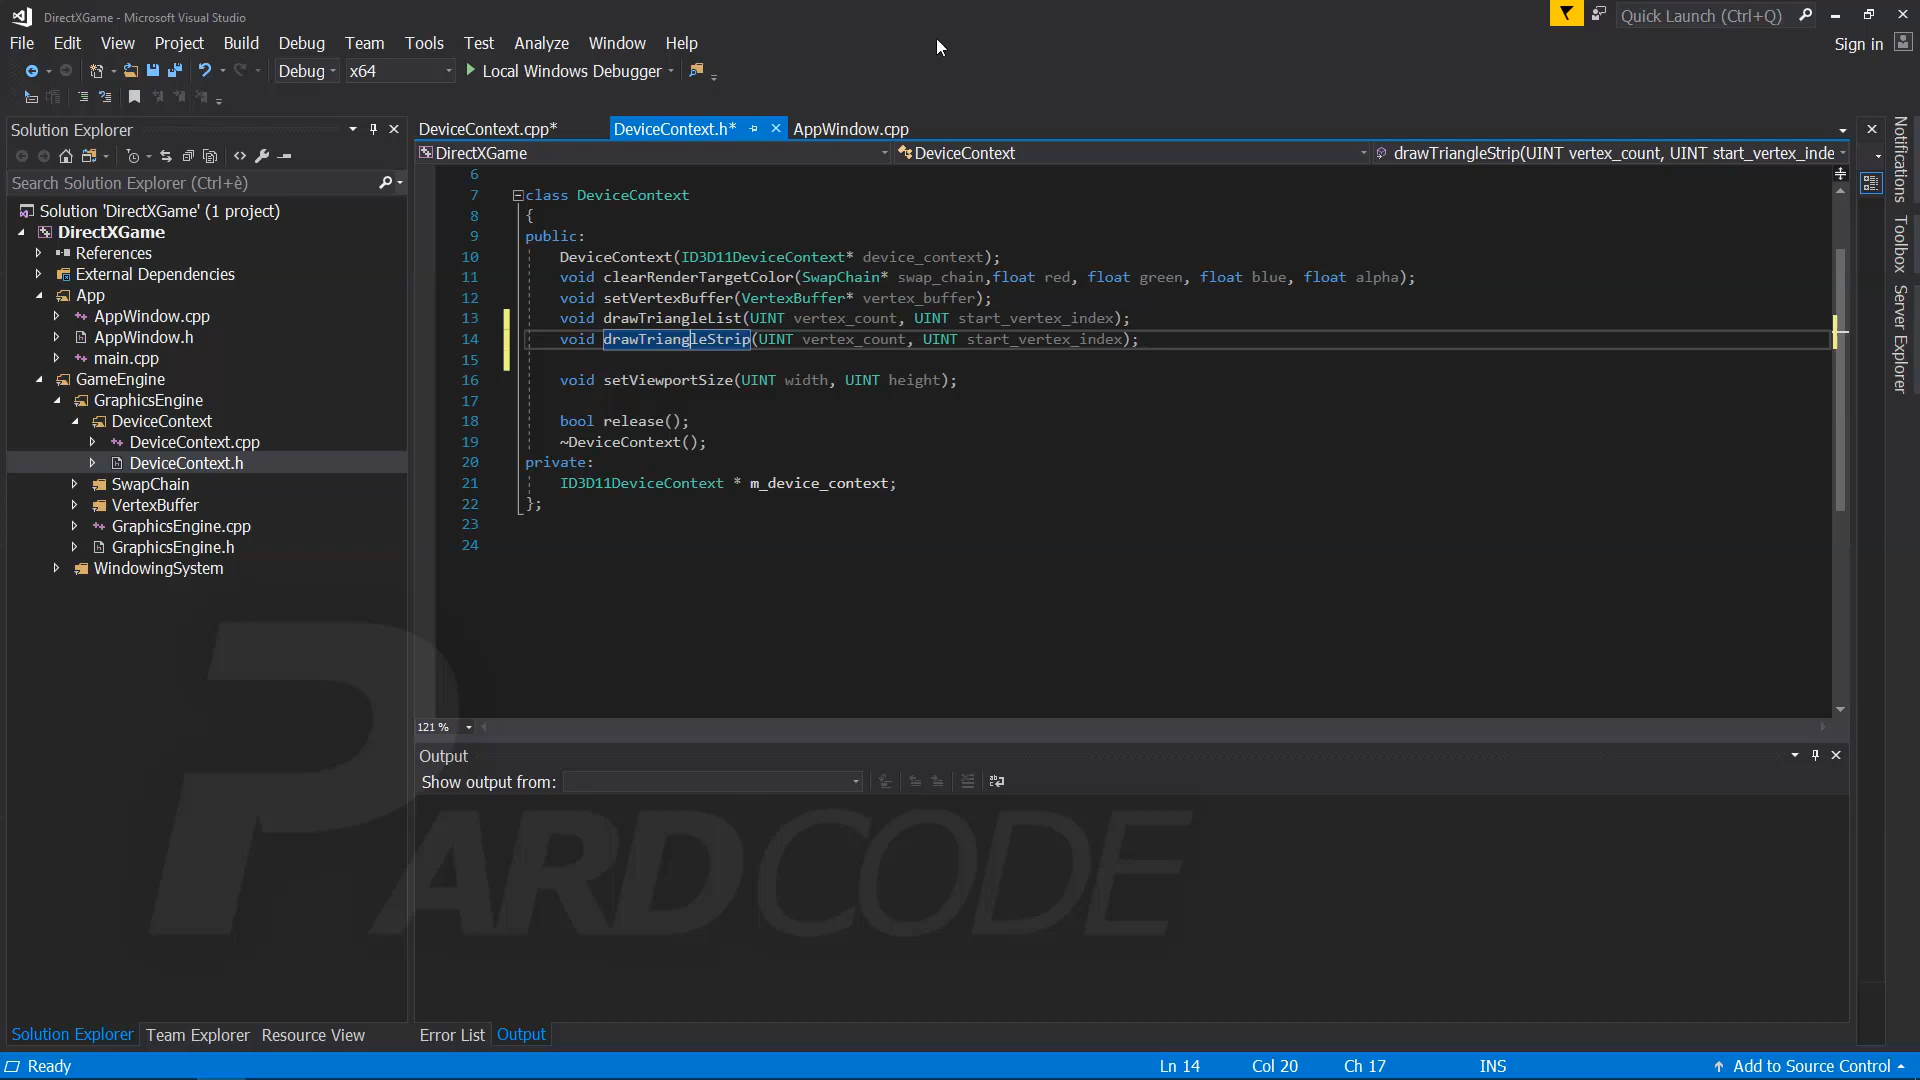 DirectXGame - Microsoft Visual Studio
Quick Launch (Ctrl+Q)
File Edit View Project Build Debug Team Tools Test Analyze Window Help
Sign in
Debug x64 Local Windows Debugger
Solution Explorer
Search Solution Explorer (Ctrl+è)
Solution 'DirectXGame' (1 project)
DirectXGame
References
External Dependencies
App
AppWindow.cpp
AppWindow.h
main.cpp
GameEngine
GraphicsEngine
DeviceContext
DeviceContext.cpp
DeviceContext.h
SwapChain
VertexBuffer
GraphicsEngine.cpp
GraphicsEngine.h
WindowingSystem
Solution Explorer Team Explorer Resource View
DeviceContext.cpp* DeviceContext.h* AppWindow.cpp
DirectXGame DeviceContext drawTriangleStrip(UINT vertex_count, UINT start_vertex_inde
6
7 class DeviceContext
8 {
9 public:
10 DeviceContext(ID3D11DeviceContext* device_context);
11 void clearRenderTargetColor(SwapChain* swap_chain,float red, float green, float blue, float alpha);
12 void setVertexBuffer(VertexBuffer* vertex_buffer);
13 void drawTriangleList(UINT vertex_count, UINT start_vertex_index);
14 void drawTriangleStrip(UINT vertex_count, UINT start_vertex_index);
15
16 void setViewportSize(UINT width, UINT height);
17
18 bool release();
19 ~DeviceContext();
20 private:
21 ID3D11DeviceContext * m_device_context;
22 };
23
24
121 %
Output
Show output from:
PARDCODE
Error List Output
Notifications
Toolbox
Server Explorer
Ready Ln 14 Col 20 Ch 17 INS Add to Source Control